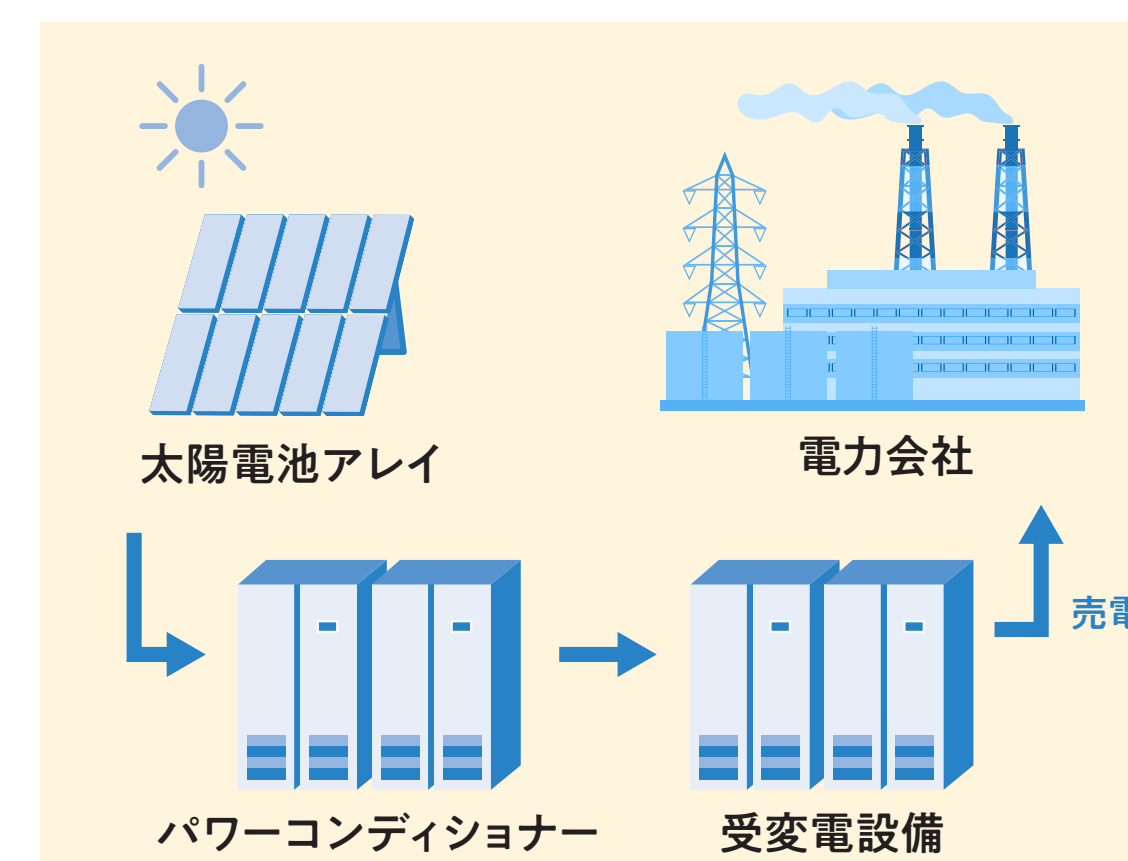 太陽電池アレイ
電力会社
売電
パワーコンディショナー
受変電設備